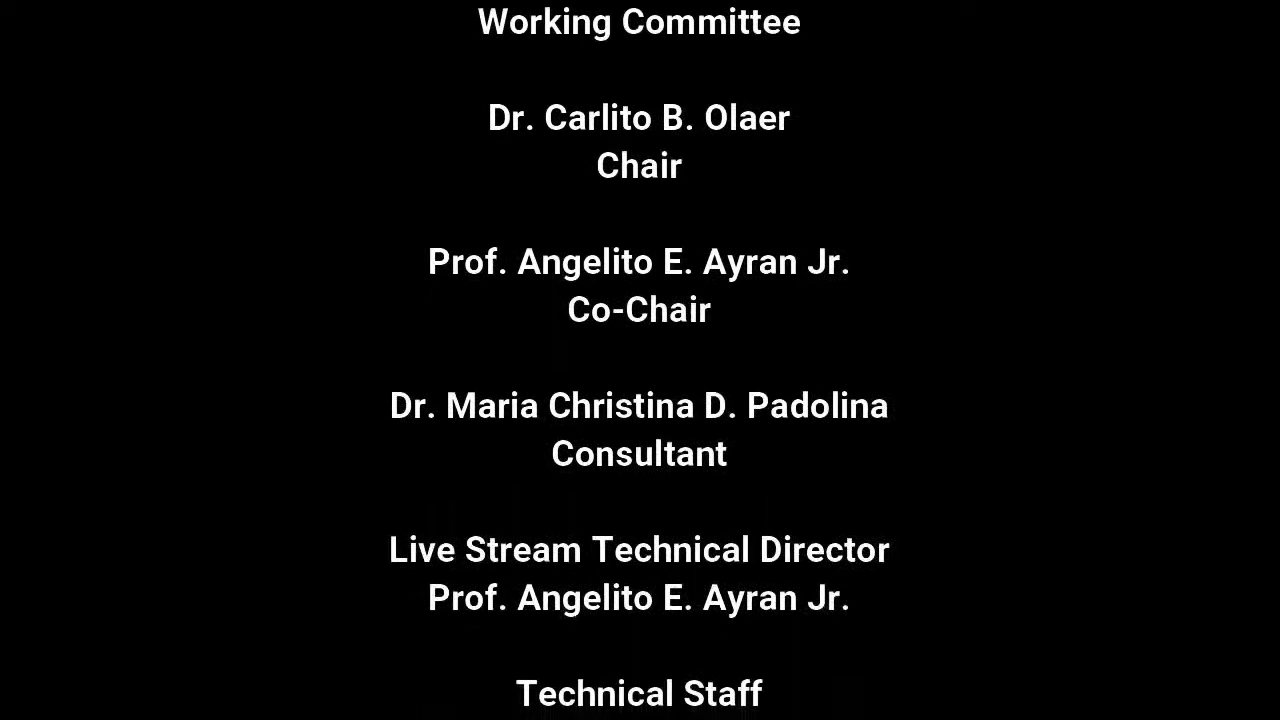 Working Committee
Dr. Carlito B. Olaer
Chair
Prof. Angelito E. Ayran Jr.
Co-Chair
Dr. Maria Christina D. Padolina
Consultant
Live Stream Technical Director
Prof. Angelito E. Ayran Jr.
Technical Staff